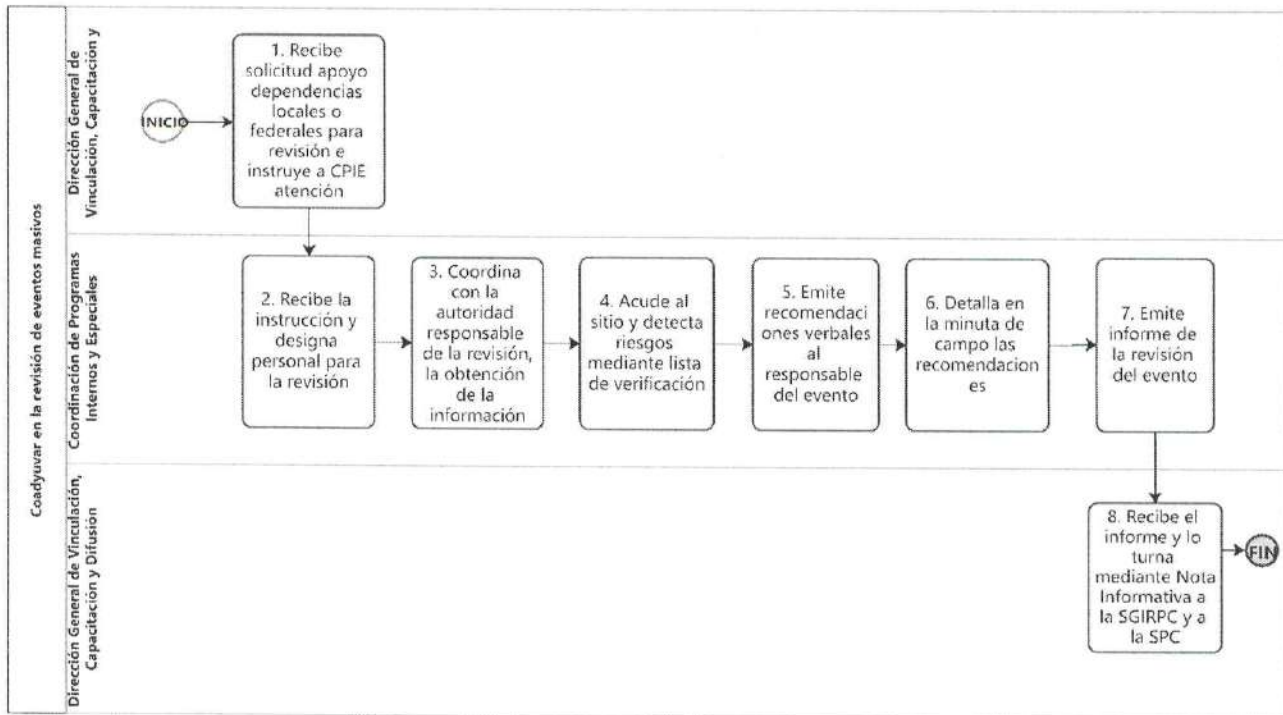 Coadyuvar en la revisión de eventos masivos
Dirección General de
Vinculación, Capacitación y
INICIO
1. Recibe
solicitud apoyo
dependencias
locales o
federales para
revisión e
instruye a CPIE
atención
Coordinación de Programas
Internos y Especiales
2. Recibe la
instrucción y
designa
personal para
la revisión
3. Coordina
con la
autoridad
responsable
de la revisión,
la obtención
de la
información
4. Acude al
sitio y detecta
riesgos
mediante lista
de verificación
5. Emite
recomendaci
ones verbales
al
responsable
del evento
6. Detalla en
la minuta de
campo las
recomendacion
es
7. Emite
informe de
la revisión
del evento
Dirección General de Vinculación,
Capacitación y Difusión
8. Recibe el
informe y lo
turna
mediante Nota
Informativa a
la SGIRPC y a
la SPC
FIN